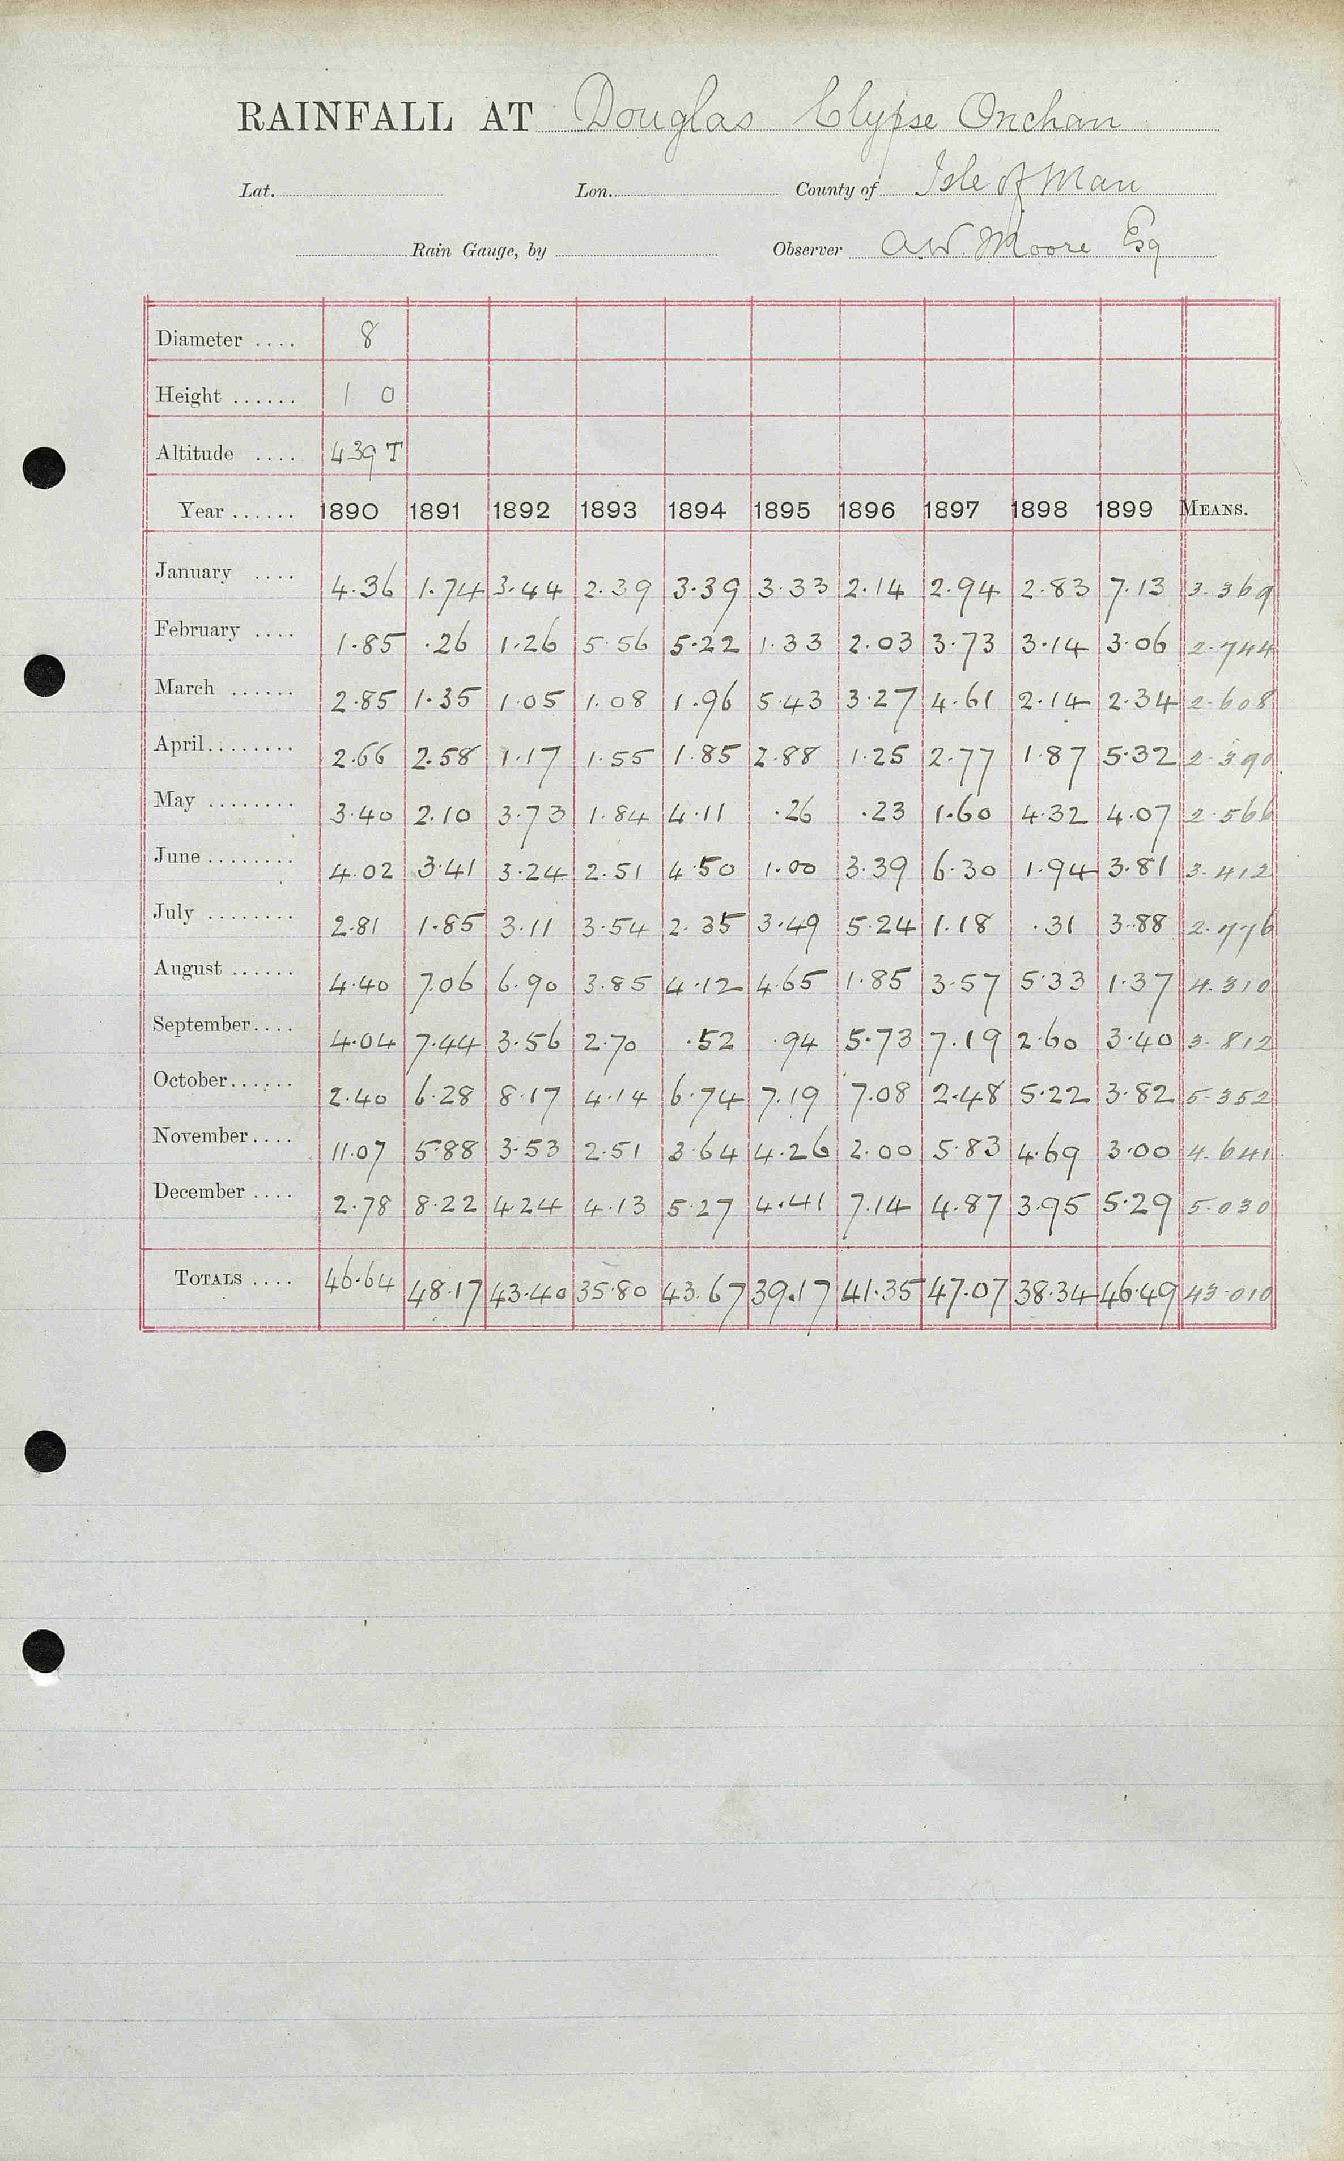 RAINFALL AT Douglas Clypse Onchan
Lat. Lon. County of Isle of Man
Rain Gauge, by Observer A.W. Moore Esq
Diameter .... 8
Height ...... 1 0
Altitude .... 439 T
Year ...... 1890 1891 1892 1893 1894 1895 1896 1897 1898 1899 MEANS.
January .... 4.36 1.74 3.44 2.39 3.39 3.33 2.14 2.94 2.83 7.13 3.369
February .... 1.85 .26 1.26 5.56 5.22 1.33 2.03 3.73 3.14 3.06 2.744
March ...... 2.85 1.35 1.05 1.08 1.96 5.43 3.27 4.61 2.14 2.34 2.608
April........ 2.66 2.58 1.17 1.55 1.85 2.88 1.25 2.77 1.87 5.32 2.390
May ........ 3.40 2.10 3.73 1.84 4.11 .26 .23 1.60 4.32 4.07 2.566
June........ 4.02 3.41 3.24 2.51 4.50 1.00 3.39 6.30 1.94 3.81 3.412
July ........ 2.81 1.85 3.11 3.54 2.35 3.49 5.24 1.18 .31 3.88 2.776
August ...... 4.40 7.06 6.90 3.85 4.12 4.65 1.85 3.57 5.33 1.37 4.310
September.... 4.04 7.44 3.56 2.70 .52 .94 5.73 7.19 2.60 3.40 3.812
October...... 2.40 6.28 8.17 4.14 6.74 7.19 7.08 2.48 5.22 3.82 5.352
November.... 11.07 5.88 3.53 2.51 3.64 4.26 2.00 5.83 4.69 3.00 4.641
December .... 2.78 8.22 4.24 4.13 5.27 4.41 7.14 4.87 3.95 5.29 5.030
TOTALS .... 46.64 48.17 43.40 35.80 43.67 39.17 41.35 47.07 38.34 46.49 43.010